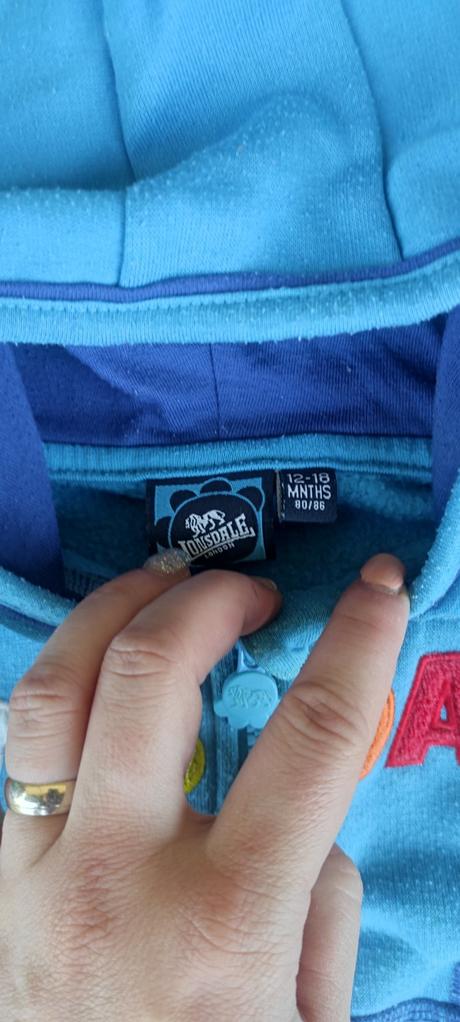 LONSDALE
LONDON
12-18
MNTHS
80/86
A